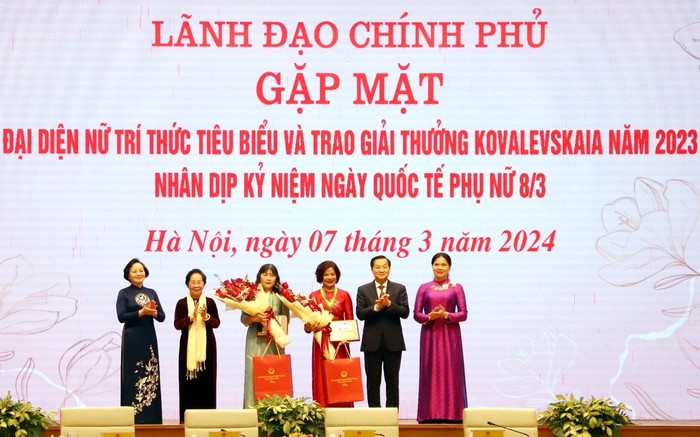 LÃNH ĐẠO CHÍNH PHỦ
GẶP MẶT
ĐẠI DIỆN NỮ TRÍ THỨC TIÊU BIỂU VÀ TRAO GIẢI THƯỞNG KOVALEVSKAIA NĂM 2023
NHÂN DỊP KỶ NIỆM NGÀY QUỐC TẾ PHỤ NỮ 8/3
Hà Nội, ngày 07 tháng 3 năm 2024